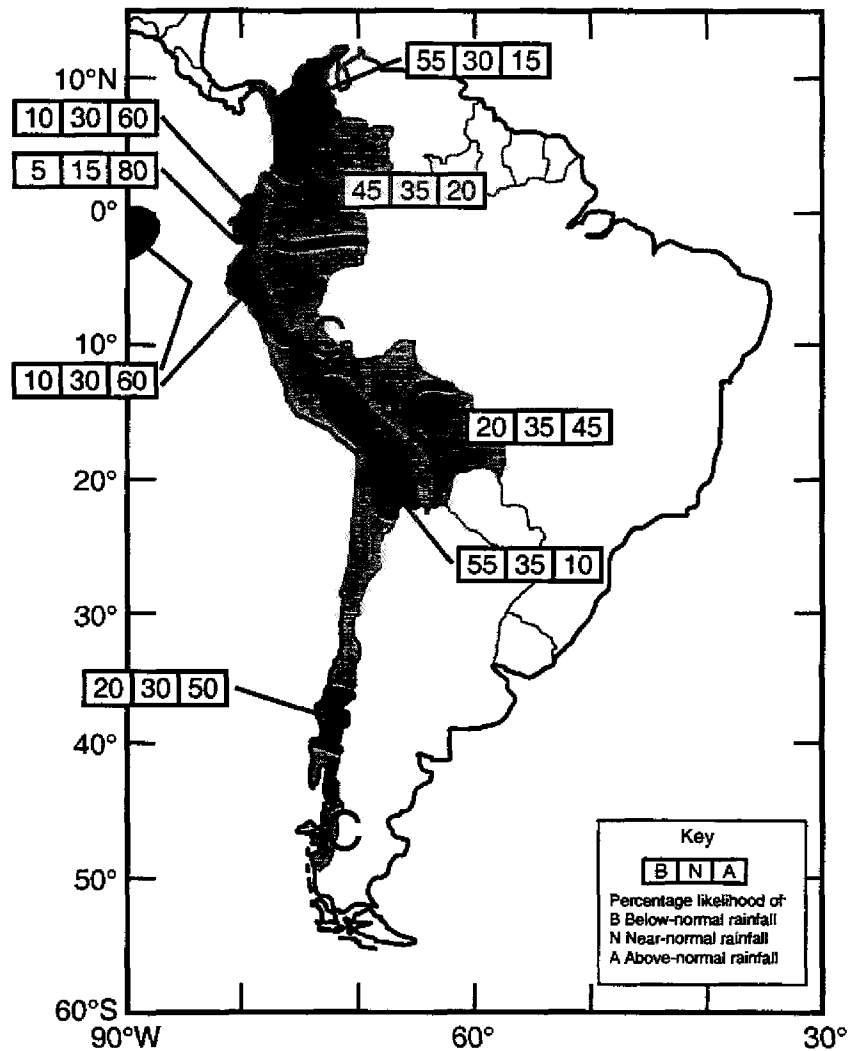 55 30 15
10°N
10 30 60
5 15 80
45 35 20
0°
C
10°
10 30 60
20 35 45
20°
55 35 10
30°
20 30 50
40°
C
Key
B N A
50°
Percentage likelihood of
B Below-normal rainfall
N Near-normal rainfall
A Above-normal rainfall
60°S
90°W 60° 30°